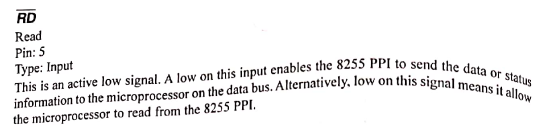 RD
Read
Pin: 5
Type: Input
This is an active low signal. A low on this input enables the 8255 PPI to send the data or status
information to the microprocessor on the data bus. Alternatively, low on this signal means it allow
the microprocessor to read from the 8255 PPI.